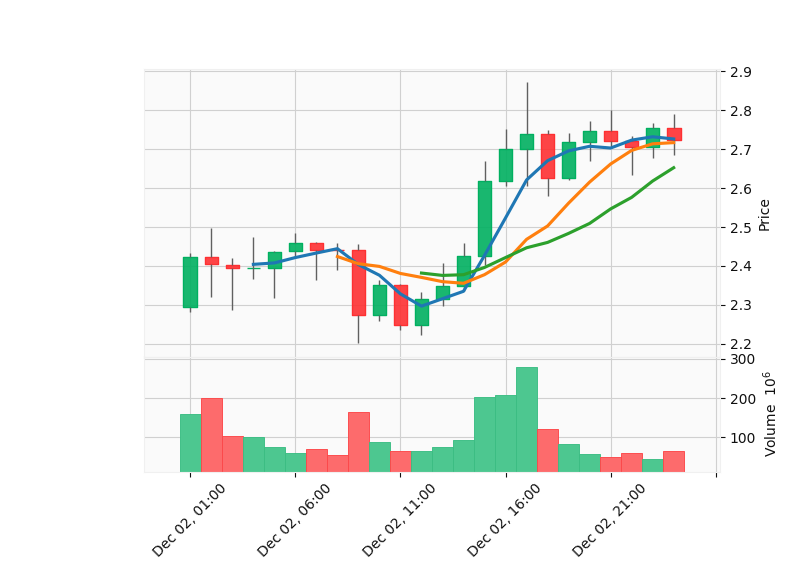 2.9
2.8
2.7
2.6
2.5
2.4
2.3
2.2
Price
300
200
100
Volume 10^6
Dec 02, 01:00
Dec 02, 06:00
Dec 02, 11:00
Dec 02, 16:00
Dec 02, 21:00